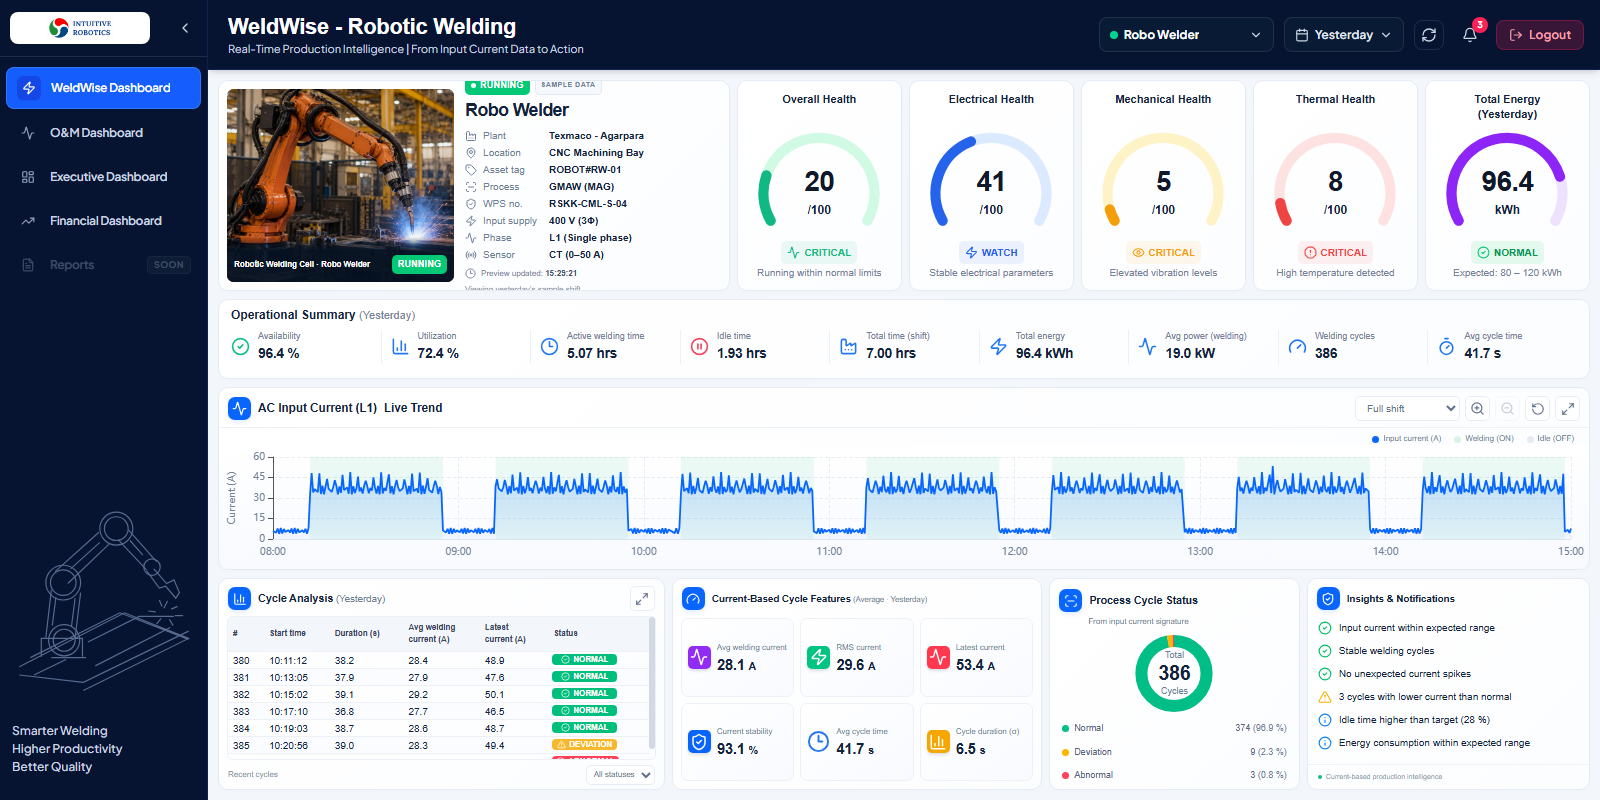 INTUITIVE
ROBOTICS
WeldWise Dashboard
O&M Dashboard
Executive Dashboard
Financial Dashboard
Reports SOON
Smarter Welding
Higher Productivity
Better Quality
WeldWise - Robotic Welding
Real-Time Production Intelligence | From Input Current Data to Action
Robo Welder
Yesterday
3
Logout
Robotic Welding Cell - Robo Welder RUNNING
RUNNING SAMPLE DATA
Robo Welder
Plant Texmaco - Agarpara
Location CNC Machining Bay
Asset tag ROBOT#RW-01
Process GMAW (MAG)
WPS no. RSKK-CML-S-04
Input supply 400 V (3Φ)
Phase L1 (Single phase)
Sensor CT (0–50 A)
Preview updated: 15:29:21
Viewing yesterday's sample shift
Overall Health
20
/100
CRITICAL
Running within normal limits
Electrical Health
41
/100
WATCH
Stable electrical parameters
Mechanical Health
5
/100
CRITICAL
Elevated vibration levels
Thermal Health
8
/100
CRITICAL
High temperature detected
Total Energy
(Yesterday)
96.4
kWh
NORMAL
Expected: 80 – 120 kWh
Operational Summary (Yesterday)
Availability
96.4 %
Utilization
72.4 %
Active welding time
5.07 hrs
Idle time
1.93 hrs
Total time (shift)
7.00 hrs
Total energy
96.4 kWh
Avg power (welding)
19.0 kW
Welding cycles
386
Avg cycle time
41.7 s
AC Input Current (L1) Live Trend
Full shift
Input current (A) Welding (ON) Idle (OFF)
Current (A)
60
45
30
15
0
08:00 09:00 10:00 11:00 12:00 13:00 14:00 15:00
Cycle Analysis (Yesterday)
# Start time Duration (s) Avg welding current (A) Latest current (A) Status
380 10:11:12 38.2 28.4 48.9 NORMAL
381 10:13:05 37.9 27.9 47.6 NORMAL
382 10:15:02 39.1 29.2 50.1 NORMAL
383 10:17:10 36.8 27.7 46.5 NORMAL
384 10:19:03 38.7 28.6 48.7 NORMAL
385 10:20:56 39.0 28.3 49.4 DEVIATION
Recent cycles
All statuses
Current-Based Cycle Features (Average · Yesterday)
Avg welding current
28.1 A
RMS current
29.6 A
Latest current
53.4 A
Current stability
93.1 %
Avg cycle time
41.7 s
Cycle duration (σ)
6.5 s
Process Cycle Status
From input current signature
Total
386
Cycles
Normal 374 (96.9 %)
Deviation 9 (2.3 %)
Abnormal 3 (0.8 %)
Insights & Notifications
Input current within expected range
Stable welding cycles
No unexpected current spikes
3 cycles with lower current than normal
Idle time higher than target (28 %)
Energy consumption within expected range
Current-based production intelligence